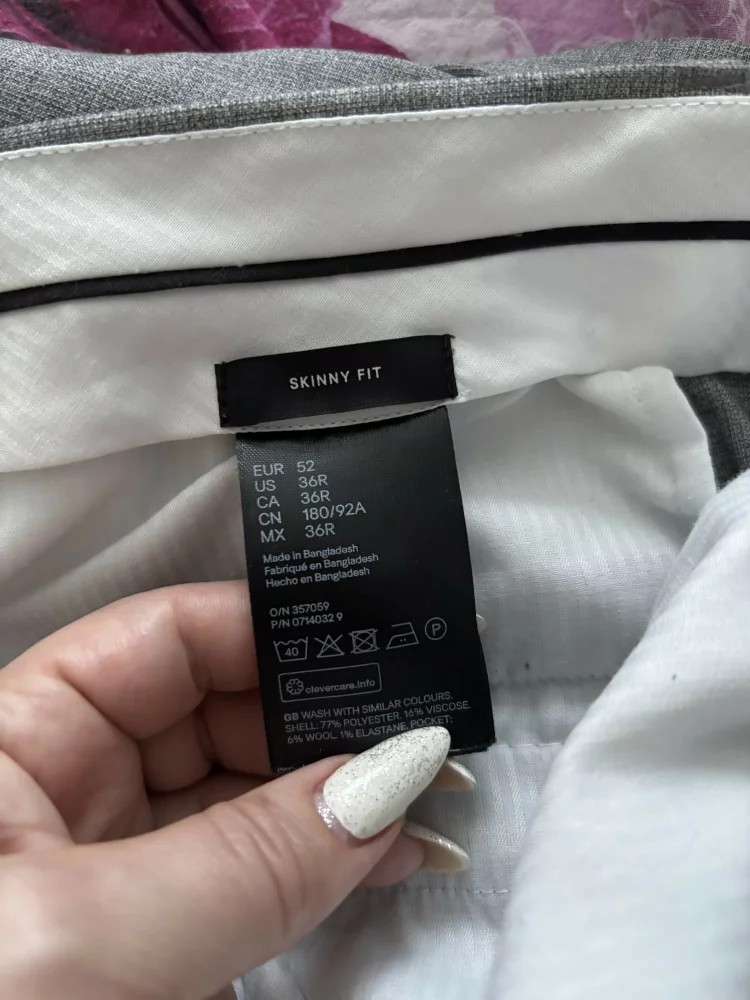 SKINNY FIT
EUR 52
US 36R
CA 36R
CN 180/92A
MX 36R
Made in Bangladesh
Fabriqué en Bangladesh
Hecho en Bangladesh
O/N 357059
P/N 0714032 9
40
P
clevercare.info
GB WASH WITH SIMILAR COLOURS.
SHELL: 77% POLYESTER. 16% VISCOSE.
6% WOOL. 1% ELASTANE. POCKET: